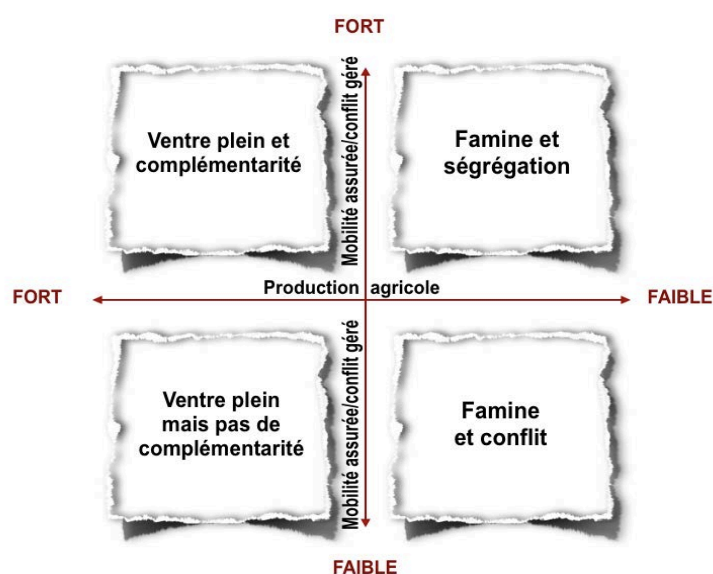 FORT
Mobilité assurée/conflit géré
Ventre plein et
complémentarité
Famine et
ségrégation
FORT
Production agricole
FAIBLE
Mobilité assurée/conflit géré
Ventre plein
mais pas de
complémentarité
Famine
et conflit
FAIBLE